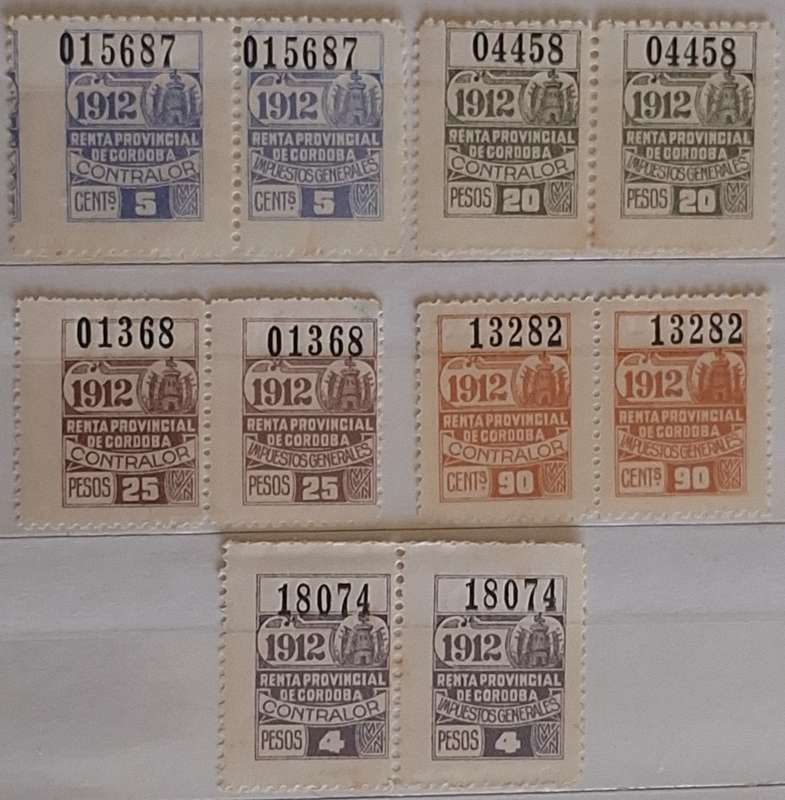 015687
1912
RENTA PROVINCIAL
DE CORDOBA
CONTRALOR
CENTS 5
015687
1912
RENTA PROVINCIAL
DE CORDOBA
IMPUESTOS GENERALES
CENTS 5
04458
1912
RENTA PROVINCIAL
DE CORDOBA
CONTRALOR
PESOS 20
04458
1912
RENTA PROVINCIAL
DE CORDOBA
IMPUESTOS GENERALES
PESOS 20
01368
1912
RENTA PROVINCIAL
DE CORDOBA
CONTRALOR
PESOS 25
01368
1912
RENTA PROVINCIAL
DE CORDOBA
IMPUESTOS GENERALES
PESOS 25
13282
1912
RENTA PROVINCIAL
DE CORDOBA
CONTRALOR
CENTS 90
13282
1912
RENTA PROVINCIAL
DE CORDOBA
IMPUESTOS GENERALES
CENTS 90
18074
1912
RENTA PROVINCIAL
DE CORDOBA
CONTRALOR
PESOS 4
18074
1912
RENTA PROVINCIAL
DE CORDOBA
IMPUESTOS GENERALES
PESOS 4